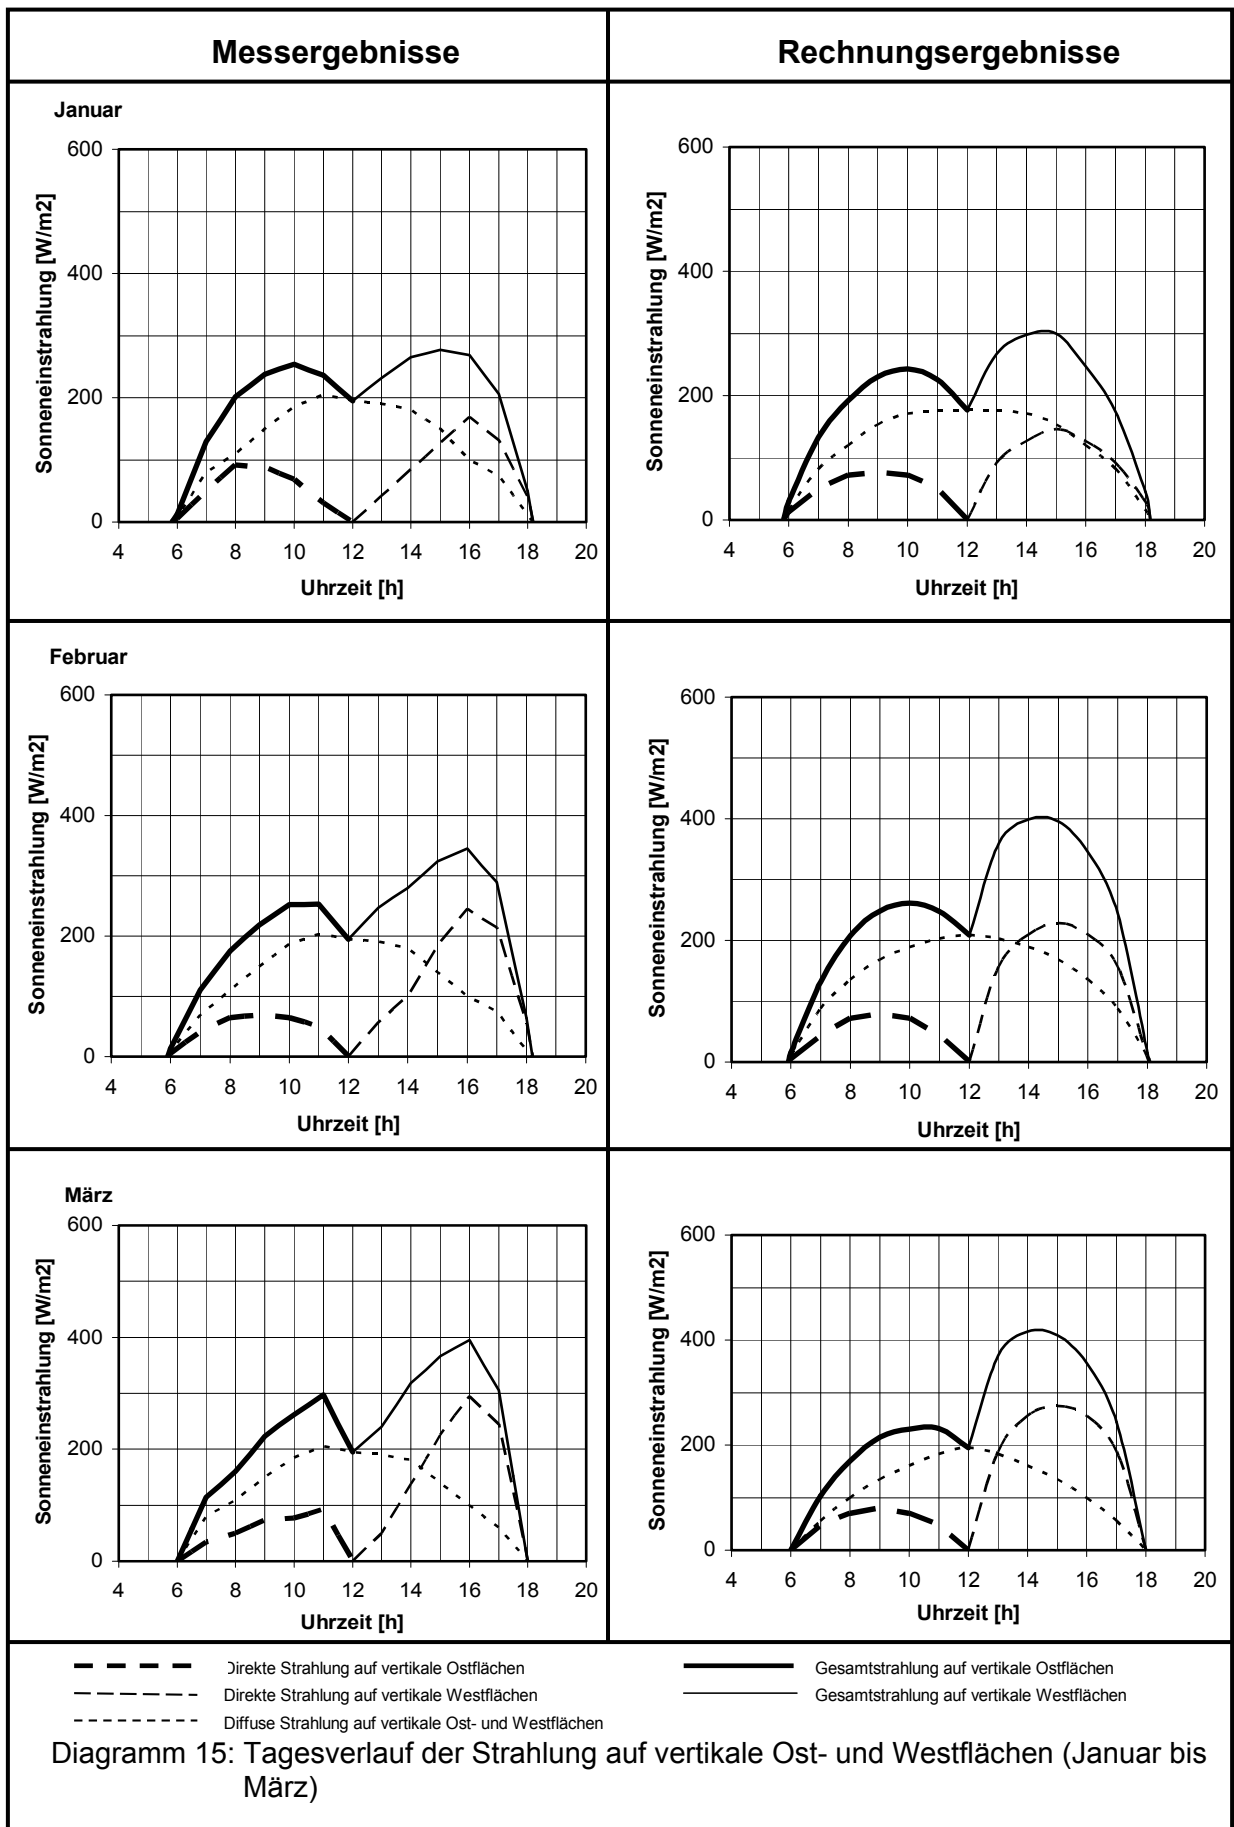 Messergebnisse
Rechnungsergebnisse
Januar
600
400
200
0
4 6 8 10 12 14 16 18 20
Sonneneinstrahlung [W/m2]
Uhrzeit [h]
600
400
200
0
4 6 8 10 12 14 16 18 20
Sonneneinstrahlung [W/m2]
Uhrzeit [h]
Februar
600
400
200
0
4 6 8 10 12 14 16 18 20
Sonneneinstrahlung [W/m2]
Uhrzeit [h]
600
400
200
0
4 6 8 10 12 14 16 18 20
Sonneneinstrahlung [W/m2]
Uhrzeit [h]
März
600
400
200
0
4 6 8 10 12 14 16 18 20
Sonneneinstrahlung [W/m2]
Uhrzeit [h]
600
400
200
0
4 6 8 10 12 14 16 18 20
Sonneneinstrahlung [W/m2]
Uhrzeit [h]
Direkte Strahlung auf vertikale Ostflächen
Gesamtstrahlung auf vertikale Ostflächen
Direkte Strahlung auf vertikale Westflächen
Gesamtstrahlung auf vertikale Westflächen
Diffuse Strahlung auf vertikale Ost- und Westflächen
Diagramm 15: Tagesverlauf der Strahlung auf vertikale Ost- und Westflächen (Januar bis
März)